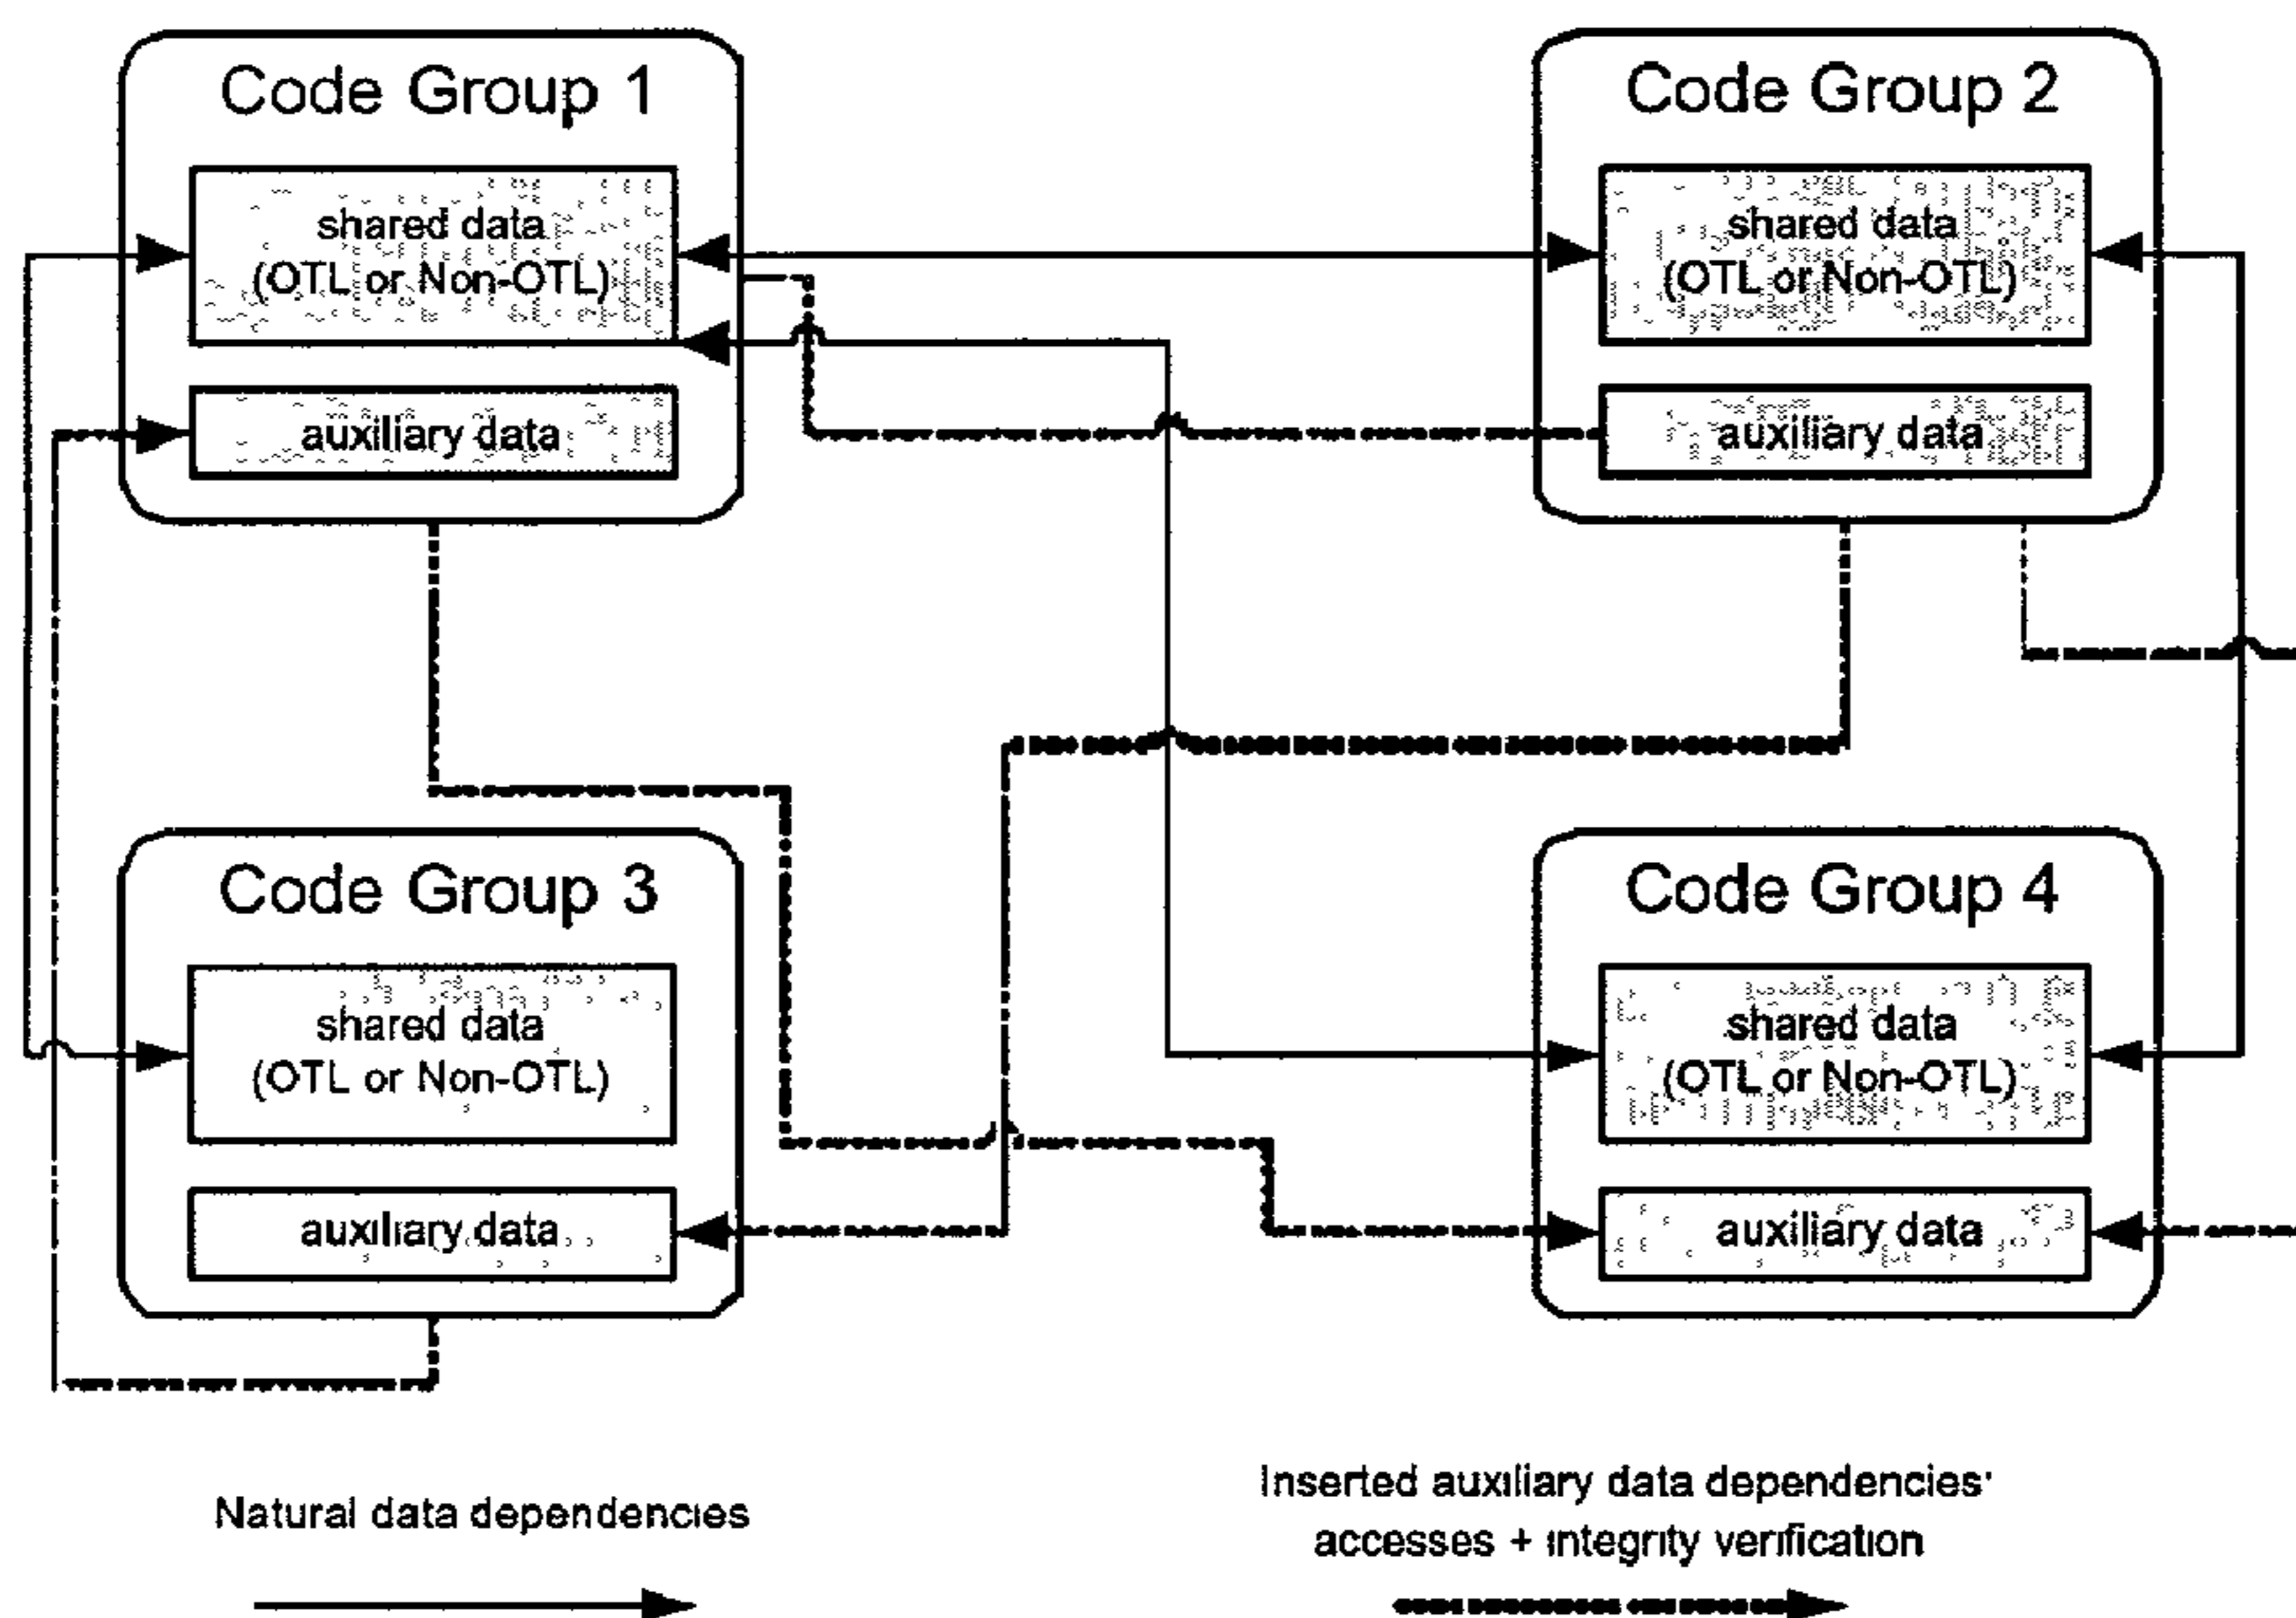 Code Group 1
shared data
(OTL or Non-OTL)
auxiliary data
Code Group 2
shared data
(OTL or Non-OTL)
auxiliary data
Code Group 3
shared data
(OTL or Non-OTL)
auxiliary data
Code Group 4
shared data
(OTL or Non-OTL)
auxiliary data
Natural data dependencies
Inserted auxiliary data dependencies:
accesses + integrity verification